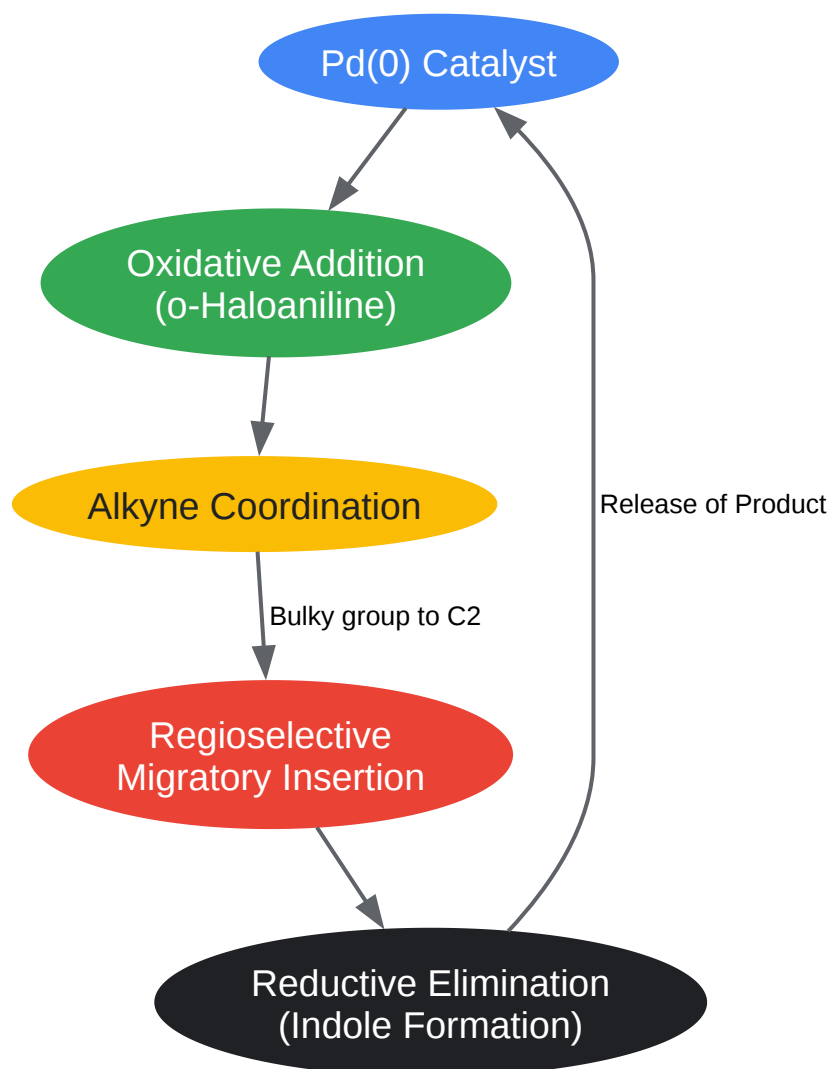 Pd(0) Catalyst
Oxidative Addition
(o-Haloaniline)
Alkyne Coordination
Release of Product
Bulky group to C2
Regioselective
Migratory Insertion
Reductive Elimination
(Indole Formation)